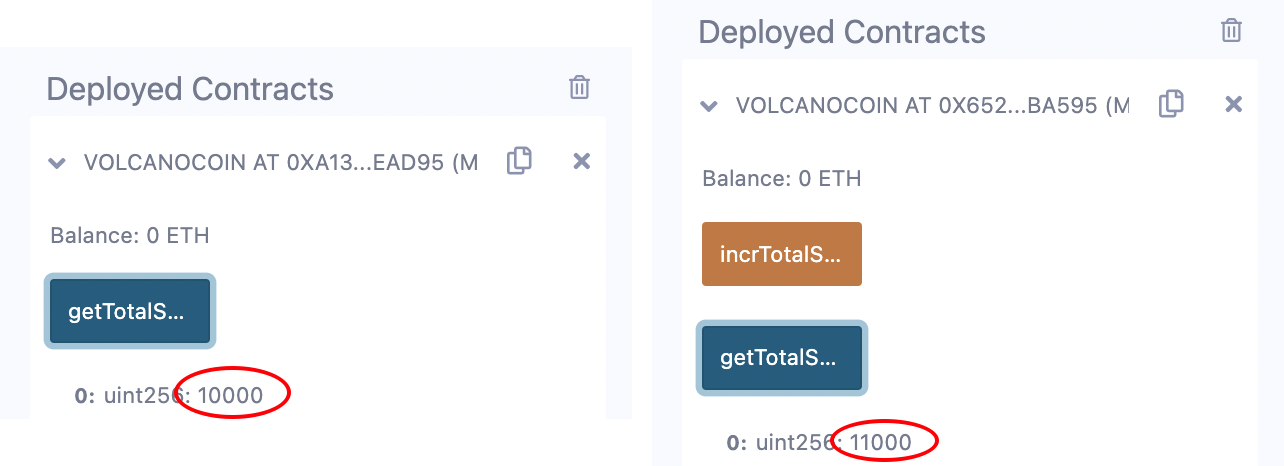 Deployed Contracts
VOLCANOCOIN AT 0XA13...EAD95 (M
Balance: 0 ETH
getTotalS...
0: uint256: 10000
Deployed Contracts
VOLCANOCOIN AT 0X652...BA595 (M
Balance: 0 ETH
incrTotalS...
getTotalS...
0: uint256: 11000